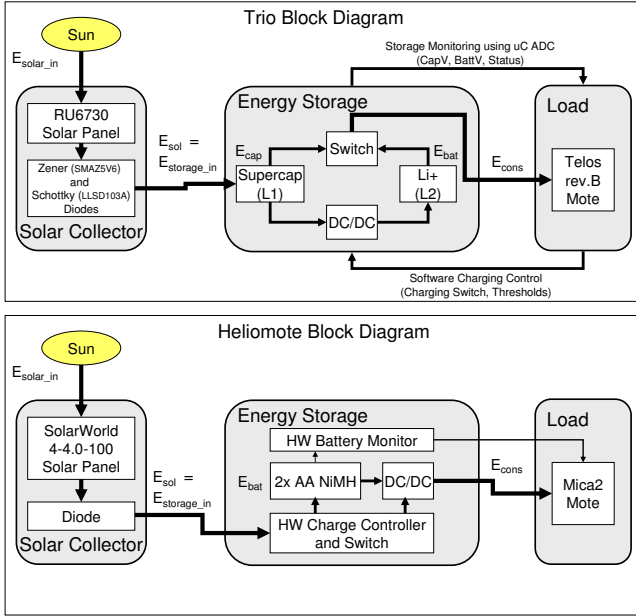 Trio Block Diagram
Sun
E_solar_in
RU6730
Solar Panel
Zener (SMAZ5V6)
and
Schottky (LLSD103A)
Diodes
Solar Collector
E_sol =
E_storage_in
Storage Monitoring using uC ADC
(CapV, BattV, Status)
Energy Storage
E_cap
Switch
E_bat
Supercap
(L1)
Li+
(L2)
DC/DC
E_cons
Load
Telos
rev.B
Mote
Software Charging Control
(Charging Switch, Thresholds)
Heliomote Block Diagram
Sun
E_solar_in
SolarWorld
4-4.0-100
Solar Panel
Diode
Solar Collector
E_sol =
E_storage_in
Energy Storage
HW Battery Monitor
E_bat
2x AA NiMH
DC/DC
HW Charge Controller
and Switch
E_cons
Load
Mica2
Mote